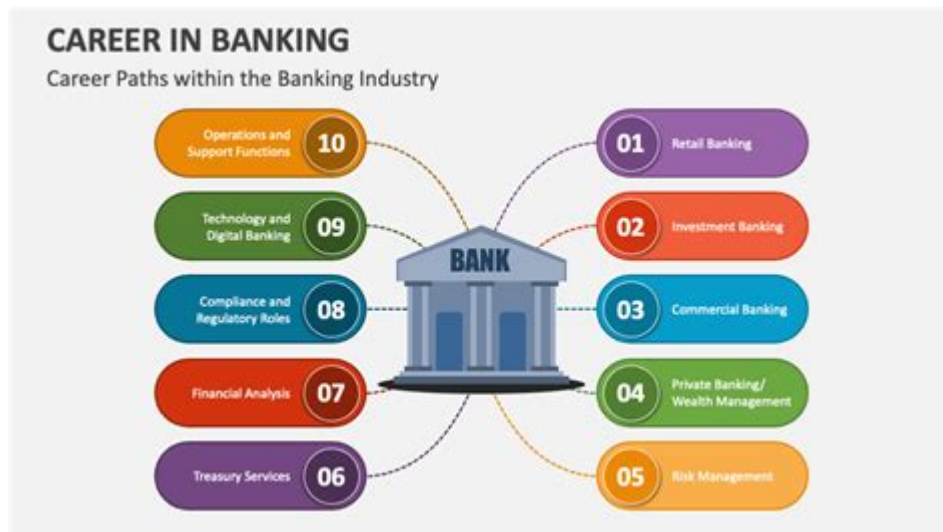 CAREER IN BANKING
Career Paths within the Banking Industry
10
Operations and
Support Functions
01
Retail Banking
09
Technology and
Digital Banking
02
Investment Banking
BANK
08
Compliance and
Regulatory Roles
03
Commercial Banking
07
Financial Analysis
04
Private Banking/
Wealth Management
06
Treasury Services
05
Risk Management